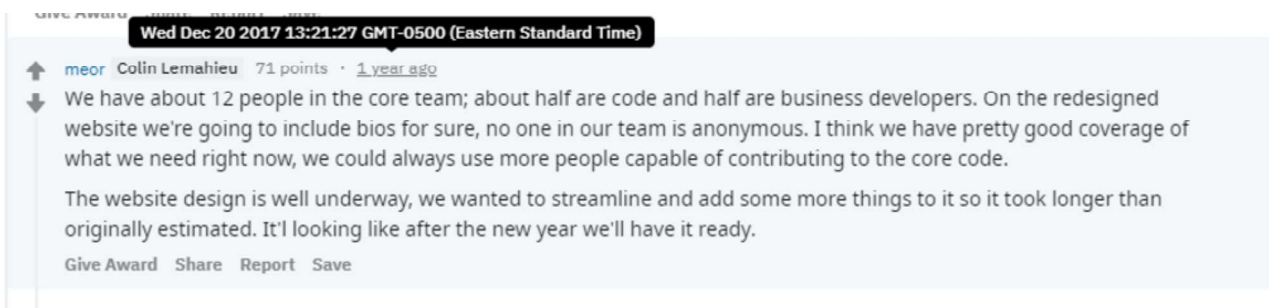 Give Award Share Report Save
Wed Dec 20 2017 13:21:27 GMT-0500 (Eastern Standard Time)
meor Colin Lemahieu 71 points · 1 year ago
We have about 12 people in the core team; about half are code and half are business developers. On the redesigned
website we're going to include bios for sure, no one in our team is anonymous. I think we have pretty good coverage of
what we need right now, we could always use more people capable of contributing to the core code.
The website design is well underway, we wanted to streamline and add some more things to it so it took longer than
originally estimated. It'l looking like after the new year we'll have it ready.
Give Award Share Report Save